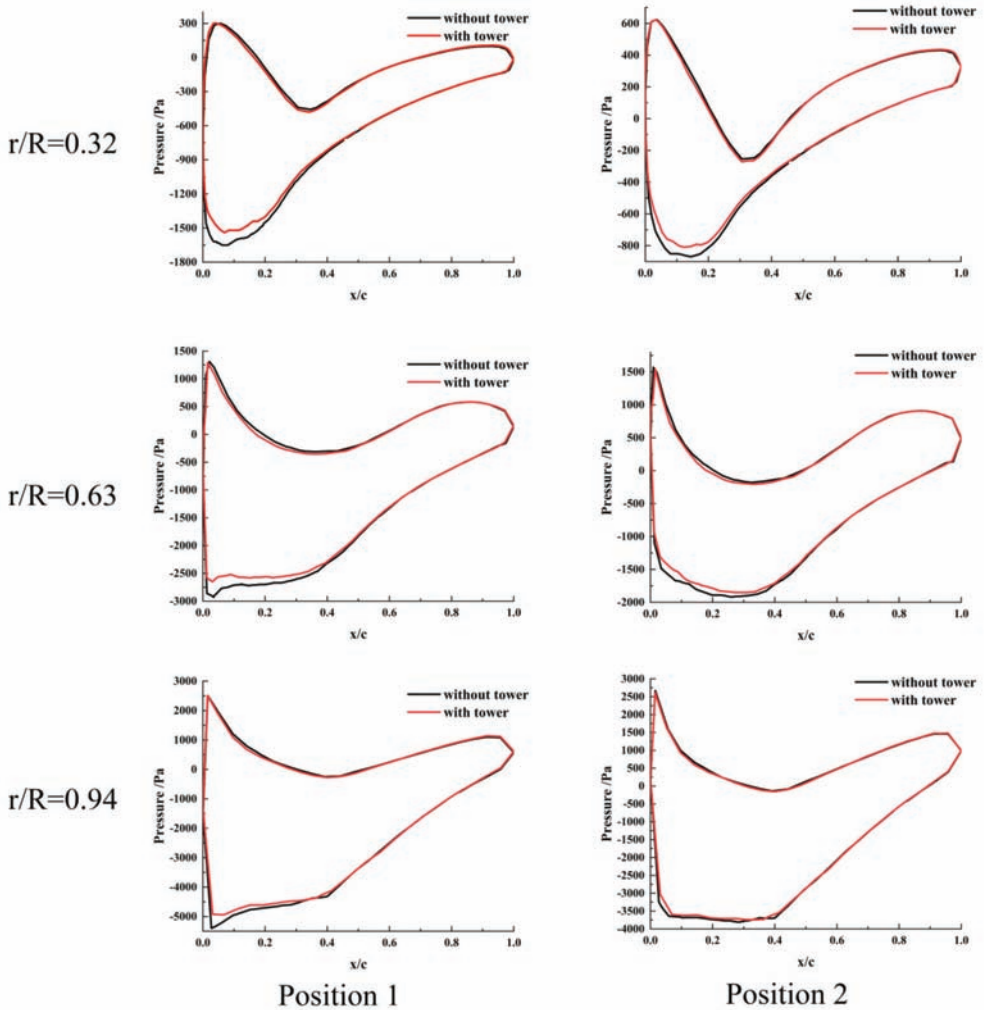 r/R=0.32
Pressure /Pa
300
0
-300
-600
-900
-1200
-1500
-1800
0.0 0.2 0.4 0.6 0.8 1.0
x/c
without tower
with tower
Pressure /Pa
600
400
200
0
-200
-400
-600
-800
0.0 0.2 0.4 0.6 0.8 1.0
x/c
without tower
with tower
r/R=0.63
Pressure /Pa
1500
1000
500
0
-500
-1000
-1500
-2000
-2500
-3000
0.0 0.2 0.4 0.6 0.8 1.0
x/c
without tower
with tower
Pressure /Pa
1500
1000
500
0
-500
-1000
-1500
-2000
0.0 0.2 0.4 0.6 0.8 1.0
x/c
without tower
with tower
r/R=0.94
Pressure /Pa
3000
2000
1000
0
-1000
-2000
-3000
-4000
-5000
0.0 0.2 0.4 0.6 0.8 1.0
x/c
without tower
with tower
Pressure /Pa
3000
2500
2000
1500
1000
500
0
-500
-1000
-1500
-2000
-2500
-3000
-3500
-4000
0.0 0.2 0.4 0.6 0.8 1.0
x/c
without tower
with tower
Position 1
Position 2